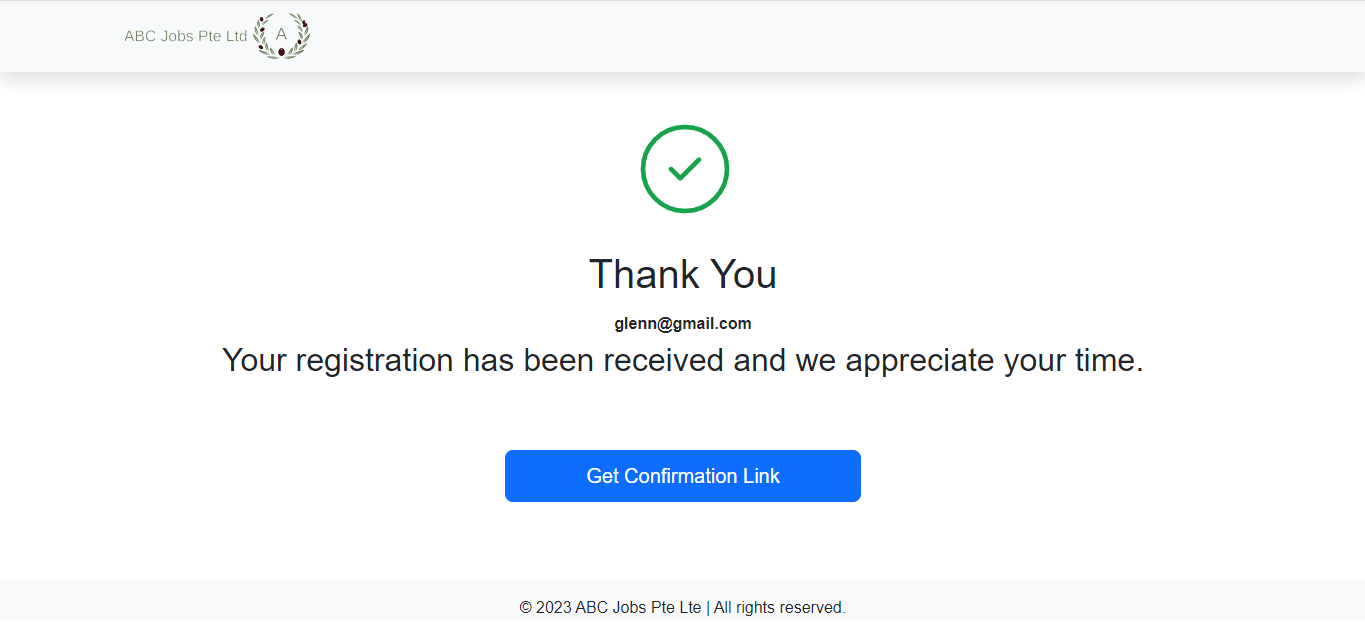 ABC Jobs Pte Ltd
A
Thank You
glenn@gmail.com
Your registration has been received and we appreciate your time.
Get Confirmation Link
© 2023 ABC Jobs Pte Lte | All rights reserved.